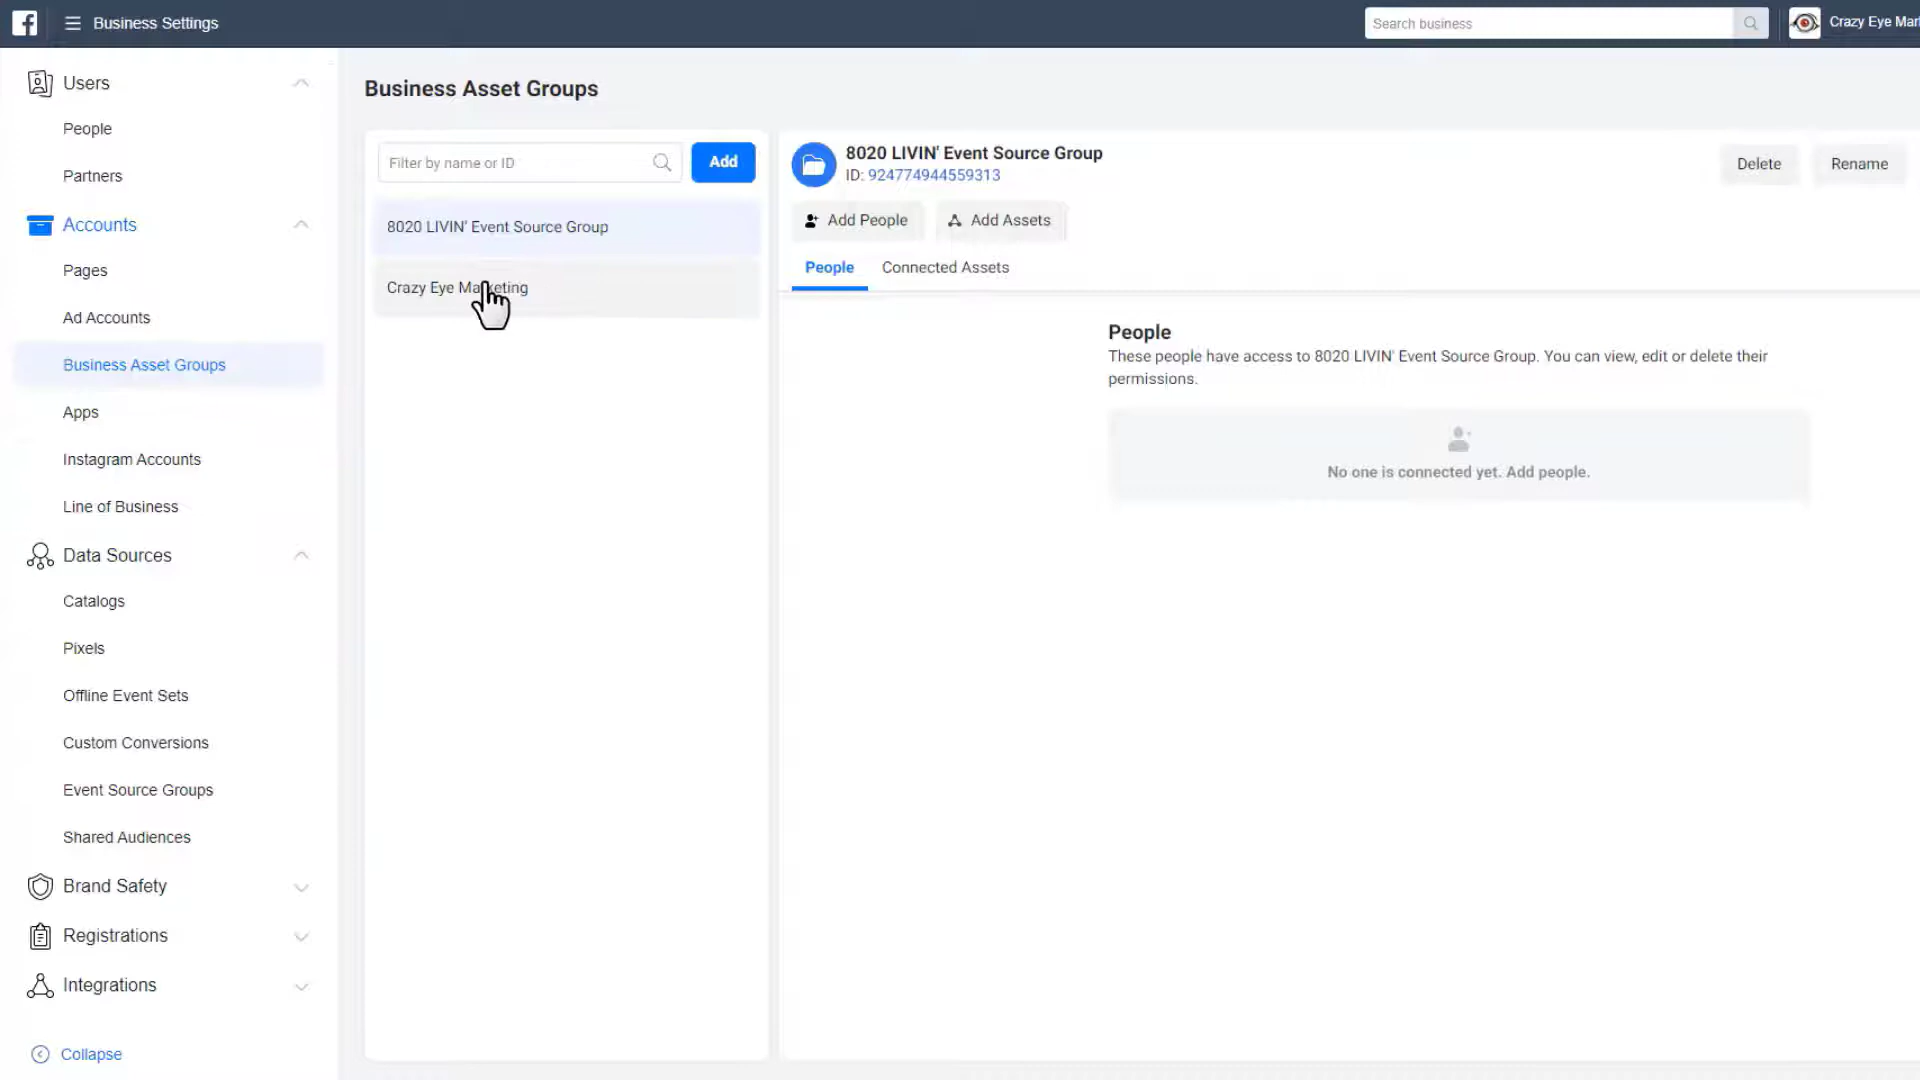 Business Settings
Search business
Crazy Eye Mar
Users
People
Partners
Accounts
Pages
Ad Accounts
Business Asset Groups
Apps
Instagram Accounts
Line of Business
Data Sources
Catalogs
Pixels
Offline Event Sets
Custom Conversions
Event Source Groups
Shared Audiences
Brand Safety
Registrations
Integrations
Collapse
Business Asset Groups
Filter by name or ID
Add
8020 LIVIN' Event Source Group
Crazy Eye Marketing
8020 LIVIN' Event Source Group
ID: 924774944559313
Delete
Rename
Add People
Add Assets
People
Connected Assets
People
These people have access to 8020 LIVIN' Event Source Group. You can view, edit or delete their
permissions.
No one is connected yet. Add people.